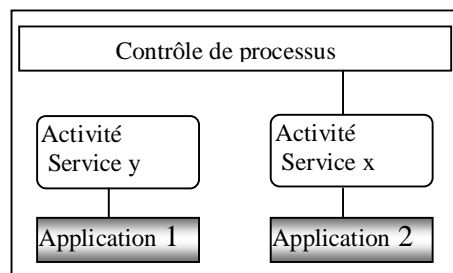 Contrôle de processus
Activité
Service y
Activité
Service x
Application 1
Application 2